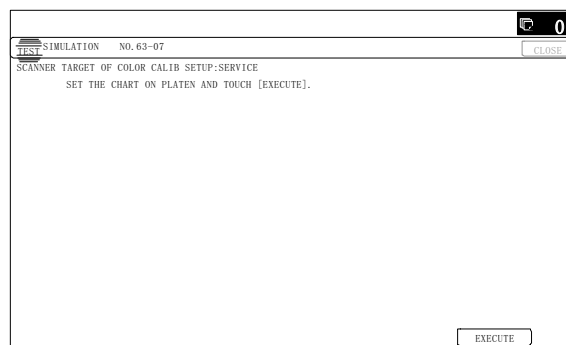 0
TEST SIMULATION NO.63-07
CLOSE
SCANNER TARGET OF COLOR CALIB SETUP:SERVICE
SET THE CHART ON PLATEN AND TOUCH [EXECUTE].
EXECUTE